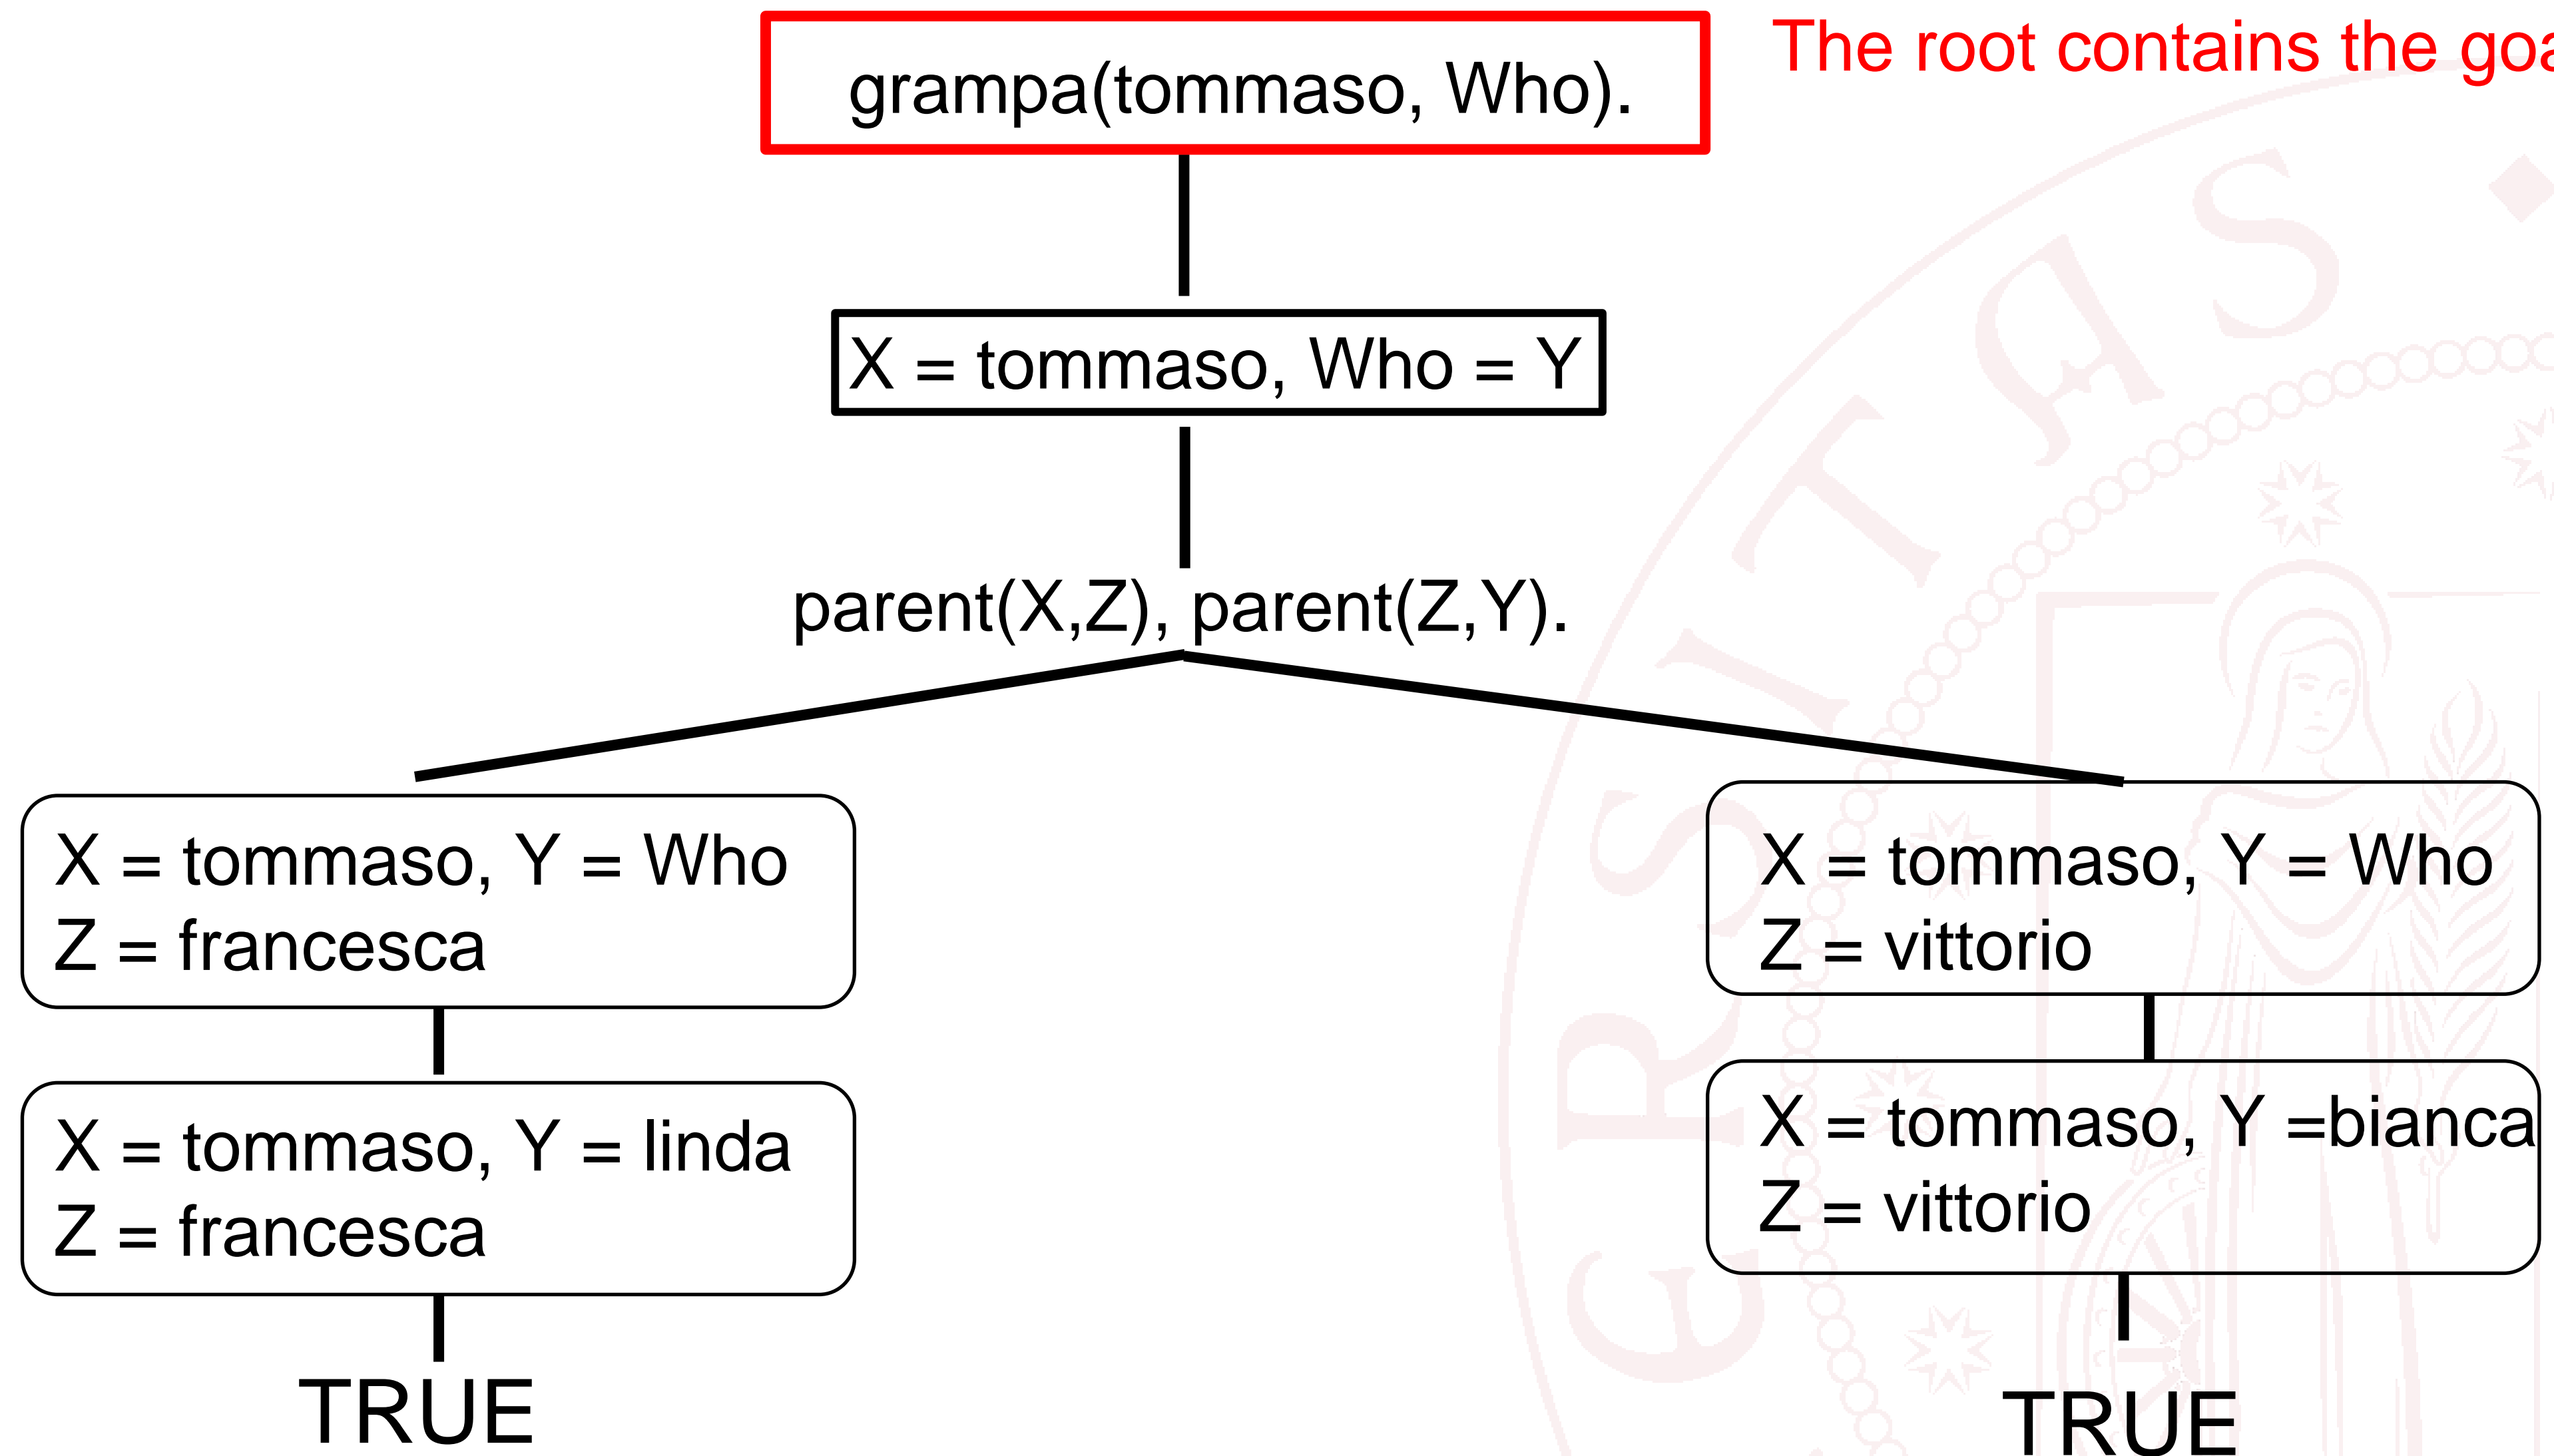 grampa(tommaso, Who).
The root contains the
X = tommaso, Who = Y
parent(X,Z), parent(Z,Y).
X = tommaso, Y = Who
Z = francesca
X = tommaso, Y = Who
Z = vittorio
X = tommaso, Y = linda
Z = francesca
X = tommaso, Y =bianca
Z = vittorio
TRUE
TRUE